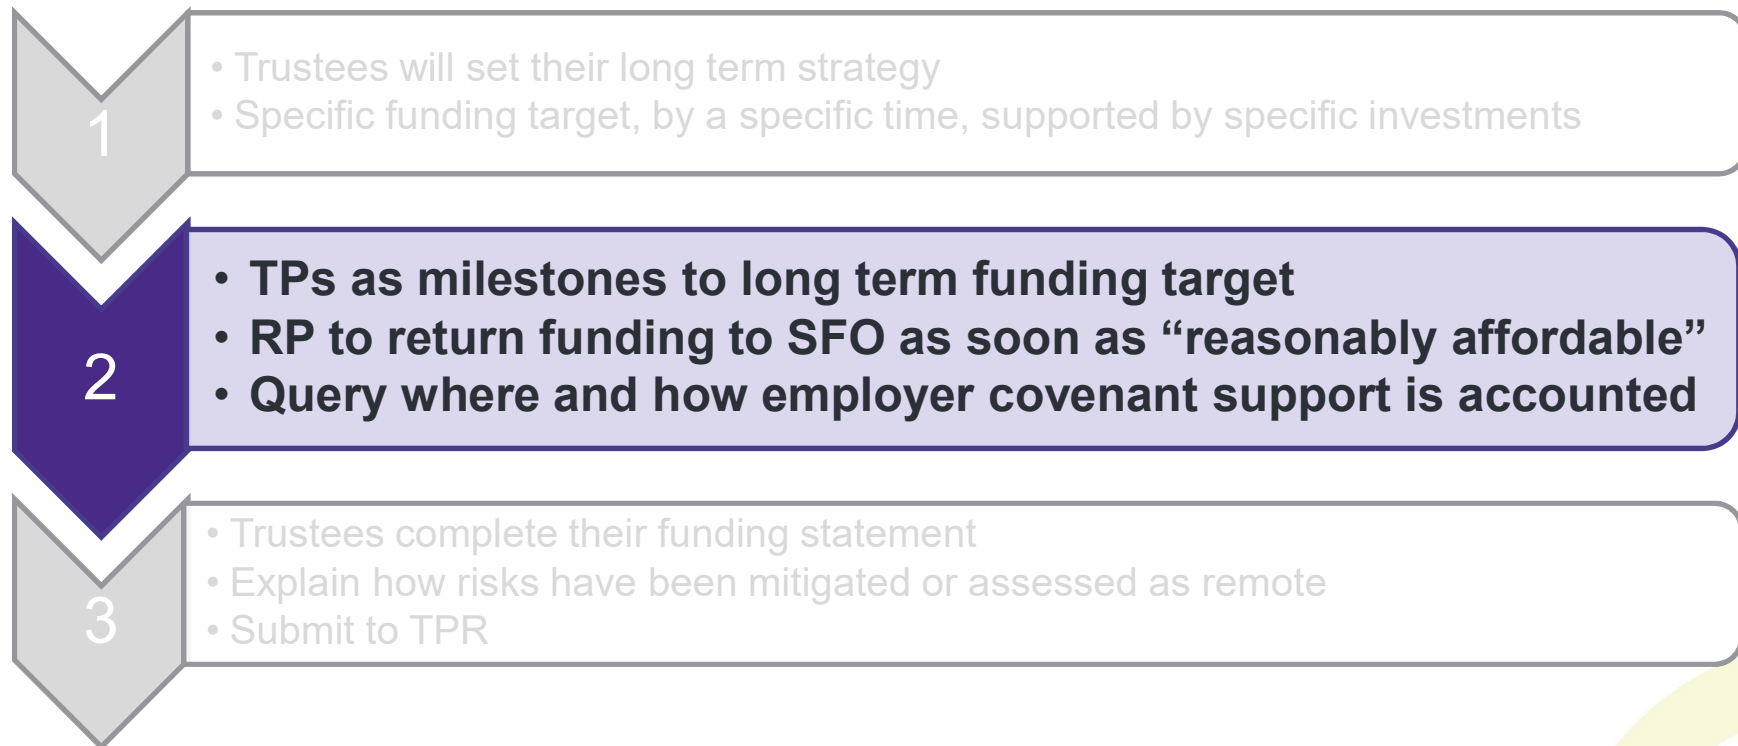 1
• Trustees will set their long term strategy
• Specific funding target, by a specific time, supported by specific investments
2
• TPs as milestones to long term funding target
• RP to return funding to SFO as soon as “reasonably affordable”
• Query where and how employer covenant support is accounted
3
• Trustees complete their funding statement
• Explain how risks have been mitigated or assessed as remote
• Submit to TPR